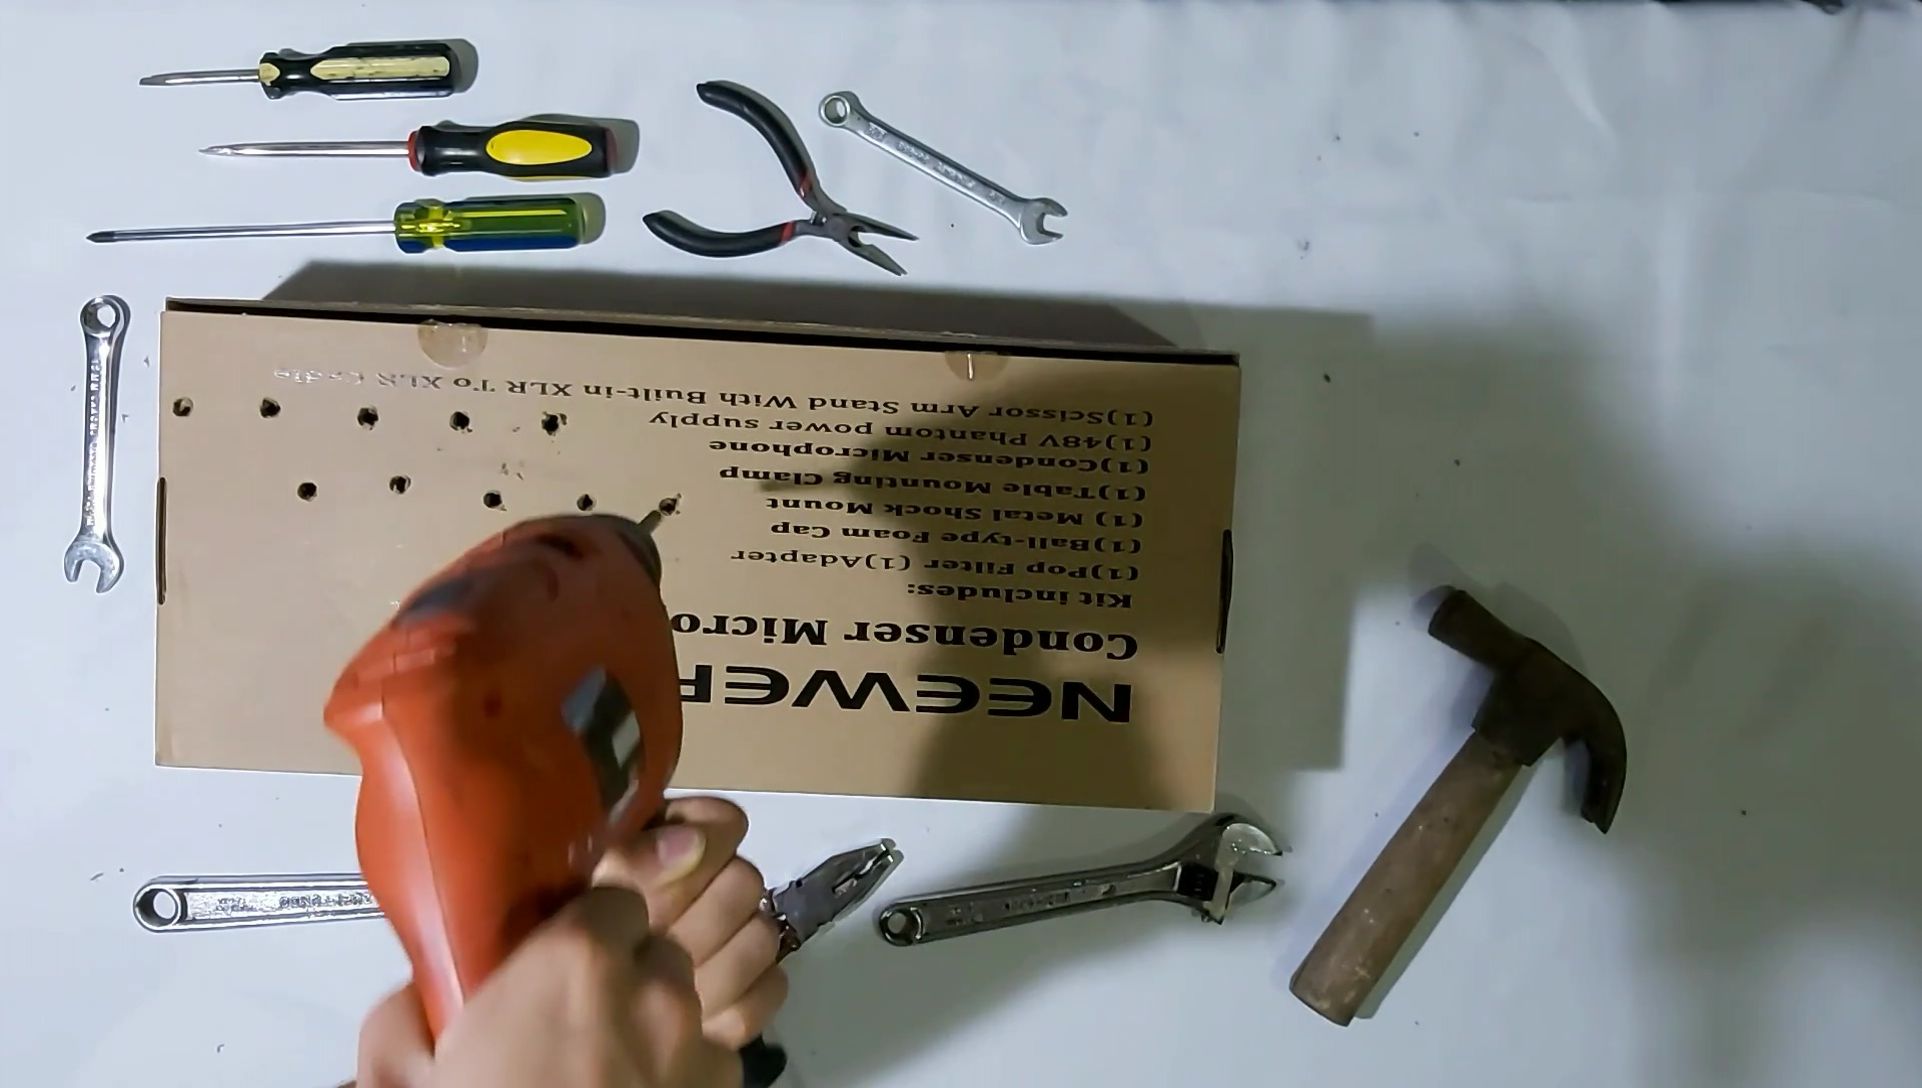 NEEWER
Condenser Micro
Kit includes:
(1)Pop Filter (1)Adapter
(1)Ball-type Foam Cap
(1) Metal Shock Mount
(1)Table Mounting Clamp
(1)Condenser Microphone
(1)48V Phantom power supply
(1)Scissor Arm Stand With Built-in XLR To XLR Cable